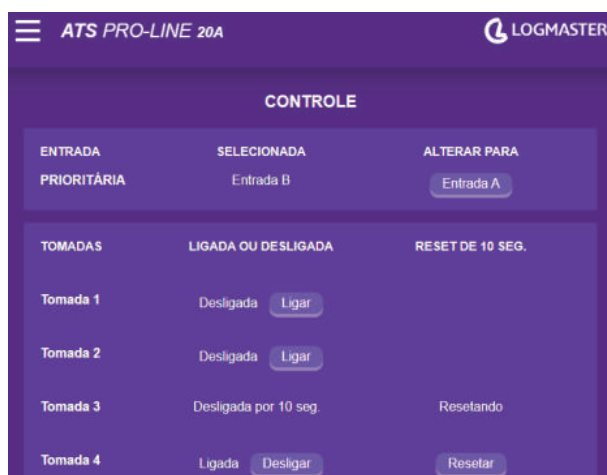 ATS PRO-LINE 20A LOGMASTER
CONTROLE
ENTRADA SELECIONADA ALTERAR PARA
PRIORITÁRIA Entrada B Entrada A
TOMADAS LIGADA OU DESLIGADA RESET DE 10 SEG.
Tomada 1 Desligada Ligar
Tomada 2 Desligada Ligar
Tomada 3 Desligada por 10 seg. Resetando
Tomada 4 Ligada Desligar Resetar